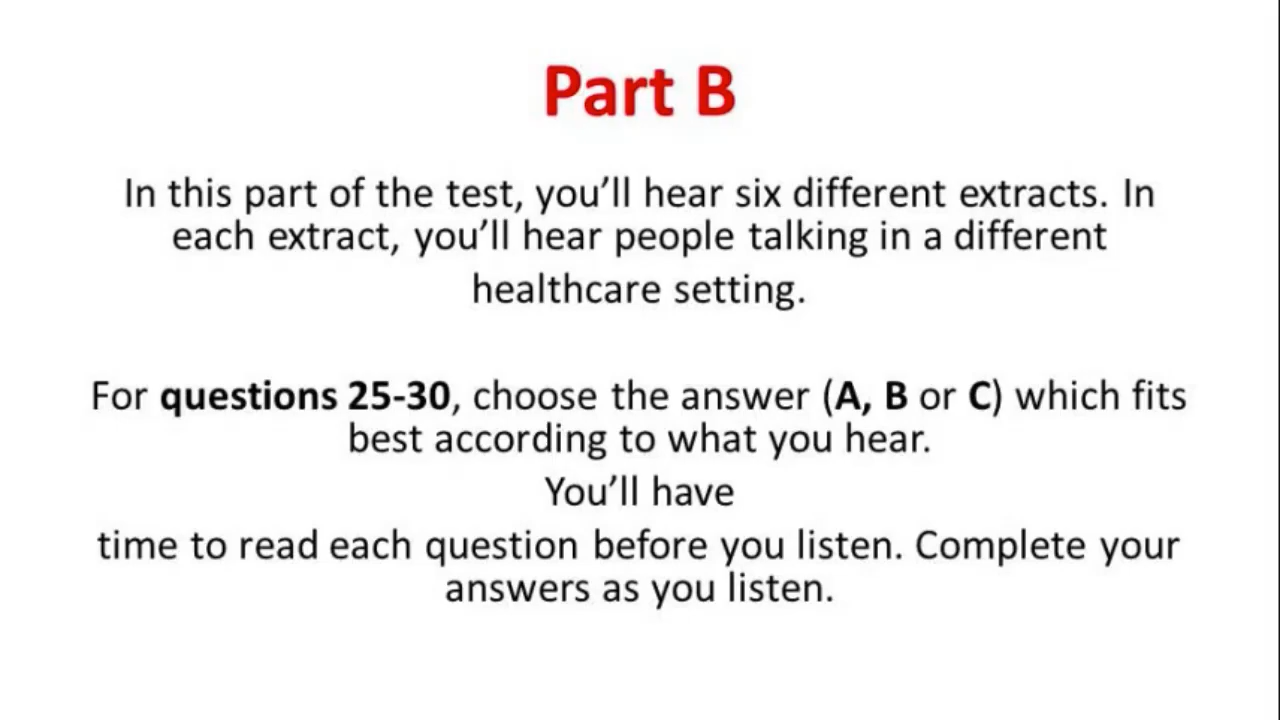 Part B
In this part of the test, you’ll hear six different extracts. In
each extract, you’ll hear people talking in a different
healthcare setting.
For questions 25-30, choose the answer (A, B or C) which fits
best according to what you hear.
You’ll have
time to read each question before you listen. Complete your
answers as you listen.